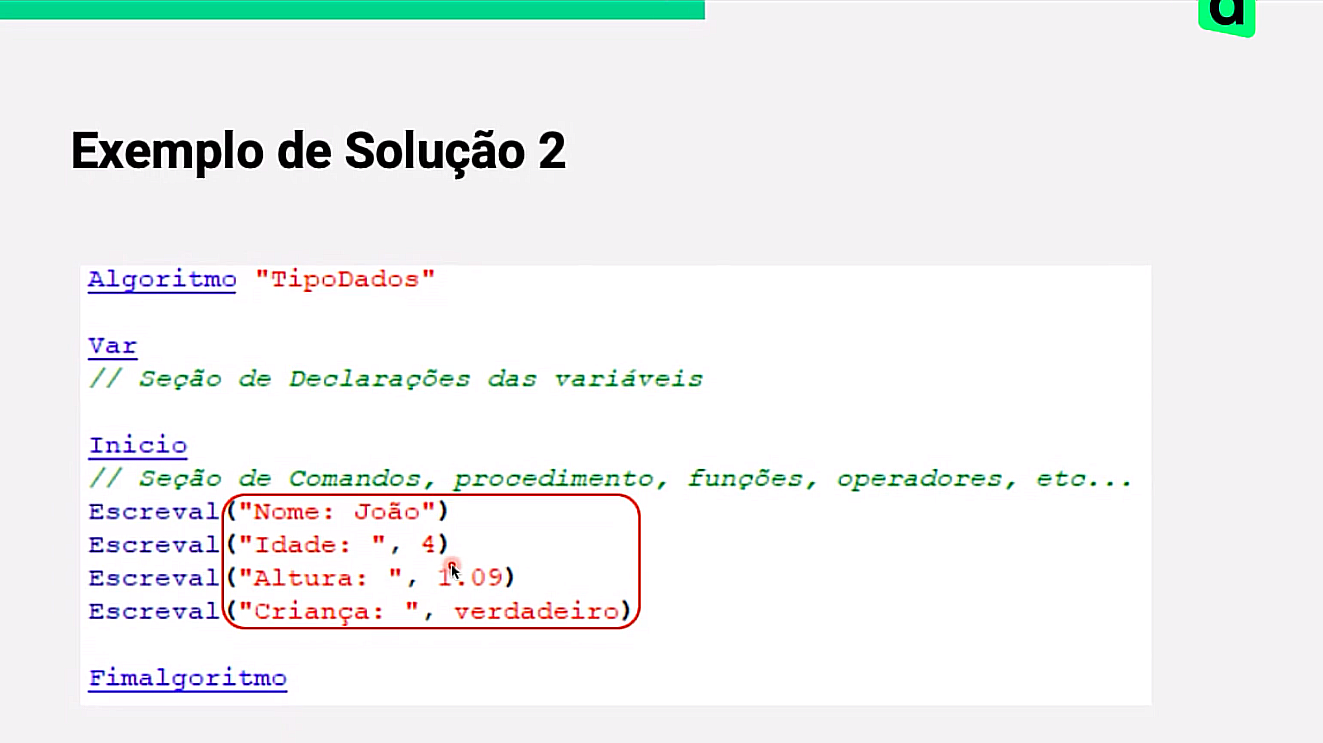 d
Exemplo de Solução 2
Algoritmo "TipoDados"
Var
// Seção de Declarações das variáveis
Inicio
// Seção de Comandos, procedimento, funções, operadores, etc...
Escreval("Nome: João")
Escreval("Idade: ", 4)
Escreval("Altura: ", 1.09)
Escreval("Criança: ", verdadeiro)
Fimalgoritmo